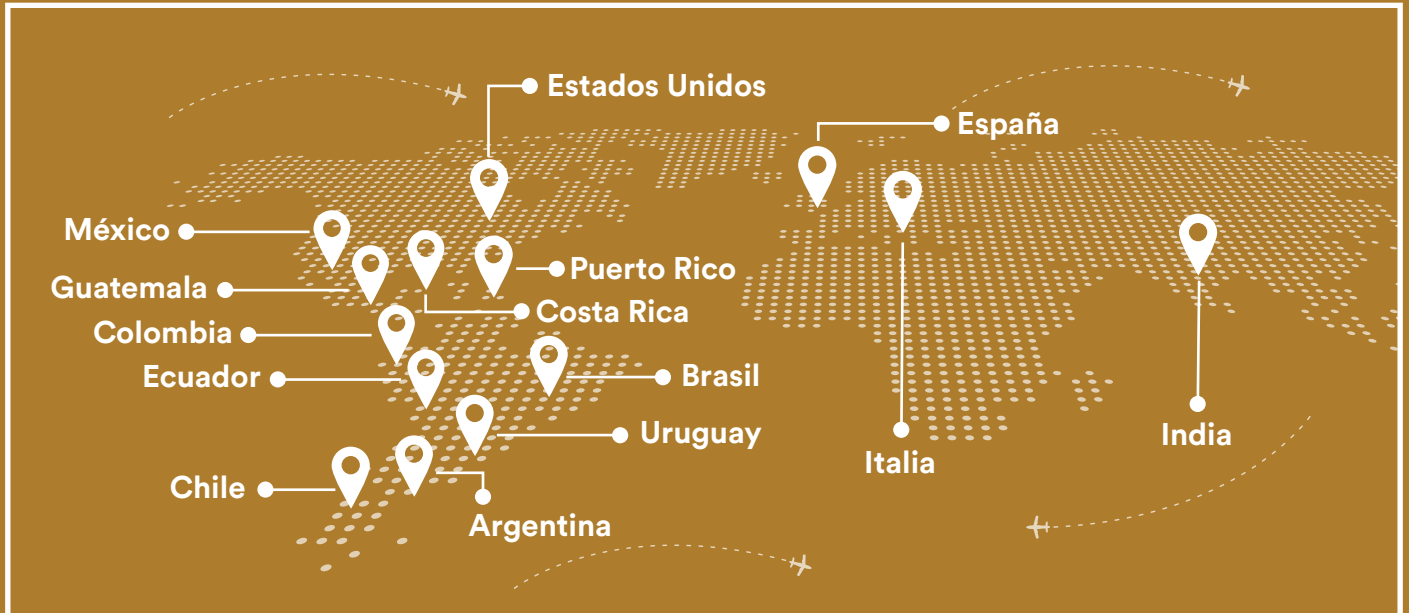 Estados Unidos
España
México
Puerto Rico
Guatemala
Costa Rica
Colombia
Ecuador
Brasil
Uruguay
Italia
India
Chile
Argentina